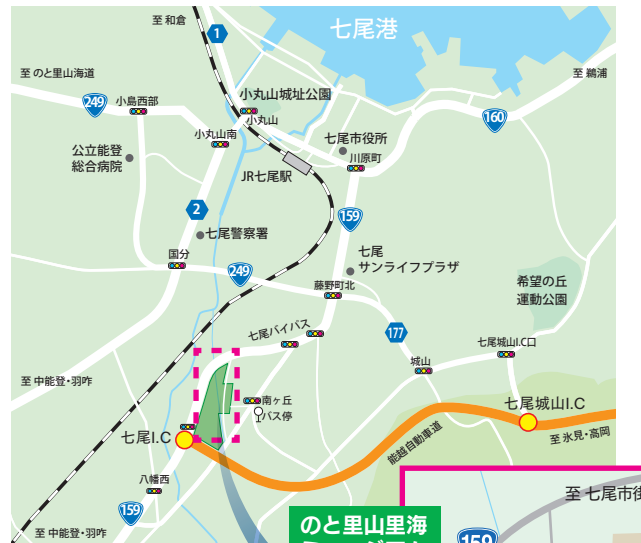 至 和倉
1
七尾港
至 のと里山海道
249
小島西部
小丸山城址公園
小丸山
至 鵜浦
160
小丸山南
七尾市役所
川原町
公立能登
総合病院
JR七尾駅
2
159
七尾警察署
国分
249
七尾
サンライフプラザ
藤野町北
希望の丘
運動公園
177
七尾バイパス
七尾城山I.C口
城山
至 中能登・羽咋
南ヶ丘
バス停
七尾城山I.C
七尾I.C
能越自動車道
至 氷見・高岡
八幡西
159
至 中能登・羽咋
のと里山里海
至 七尾市街
159